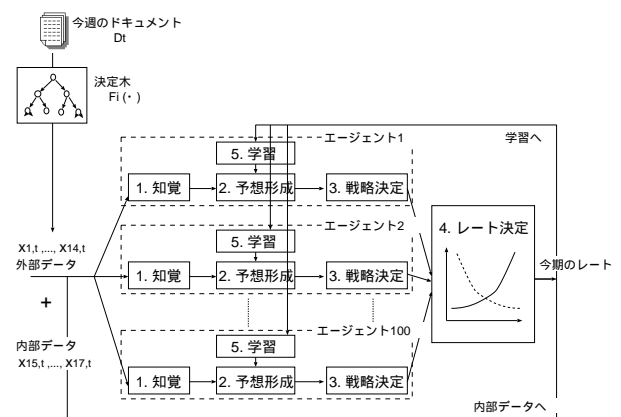 今週のドキュメント
Dt
決定木
Fi (・)
エージェント1
学習へ
5. 学習
1. 知覚
2. 予想形成
3. 戦略決定
エージェント2
4. レート決定
5. 学習
x1,t ,..., x14,t
外部データ
1. 知覚
2. 予想形成
3. 戦略決定
今期のレート
+
エージェント100
内部データ
x15,t ,..., x17,t
5. 学習
1. 知覚
2. 予想形成
3. 戦略決定
内部データへ